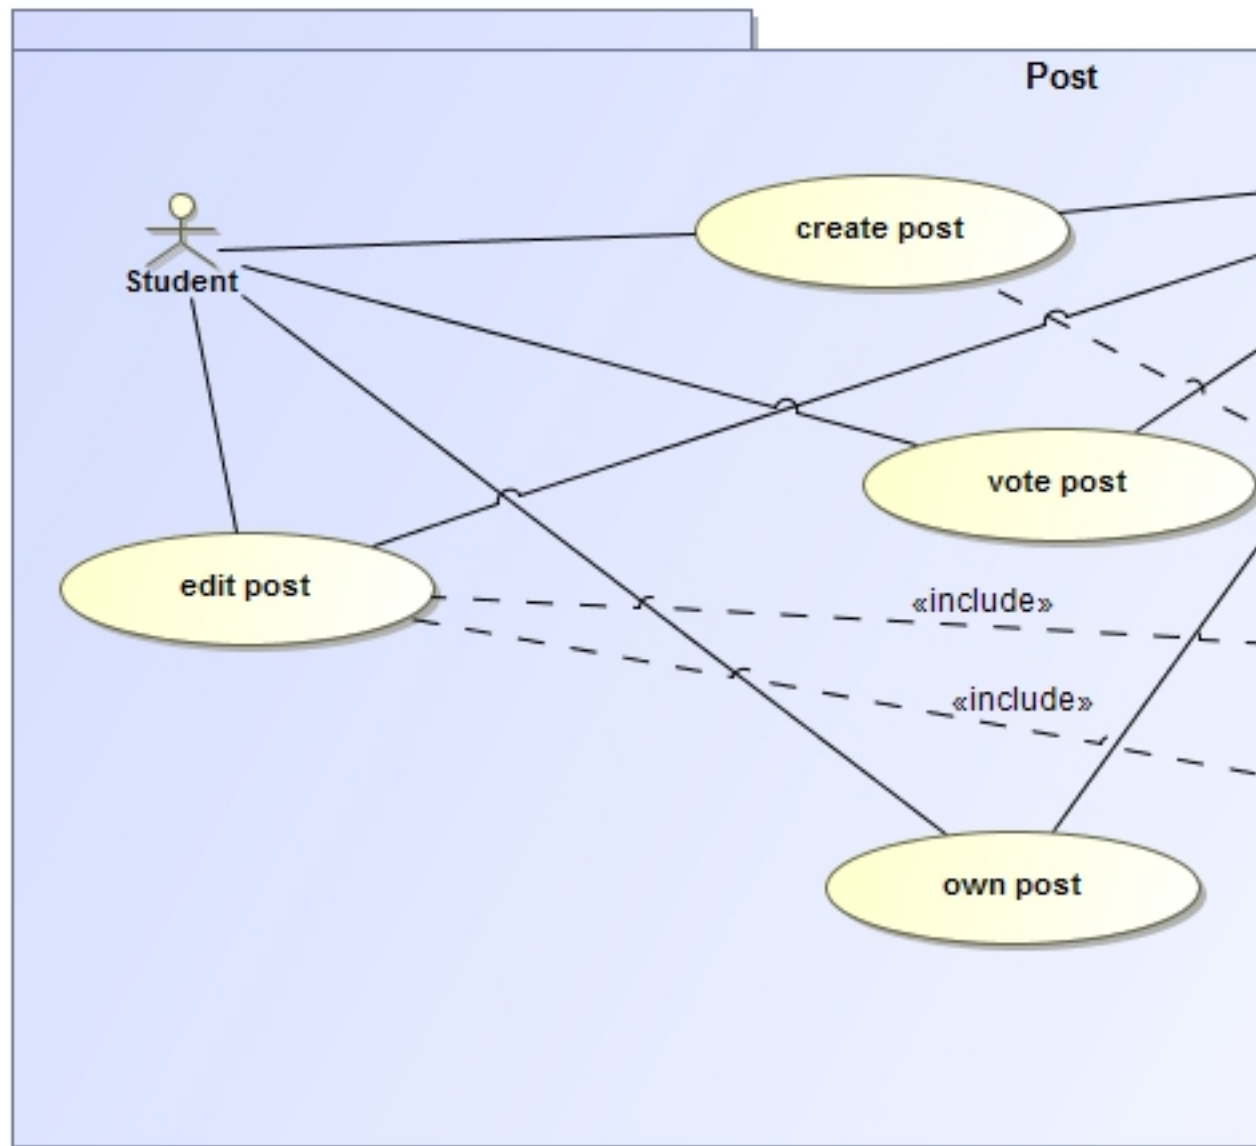 Post
create post
Student
vote post
edit post
«include»
«include»
own post